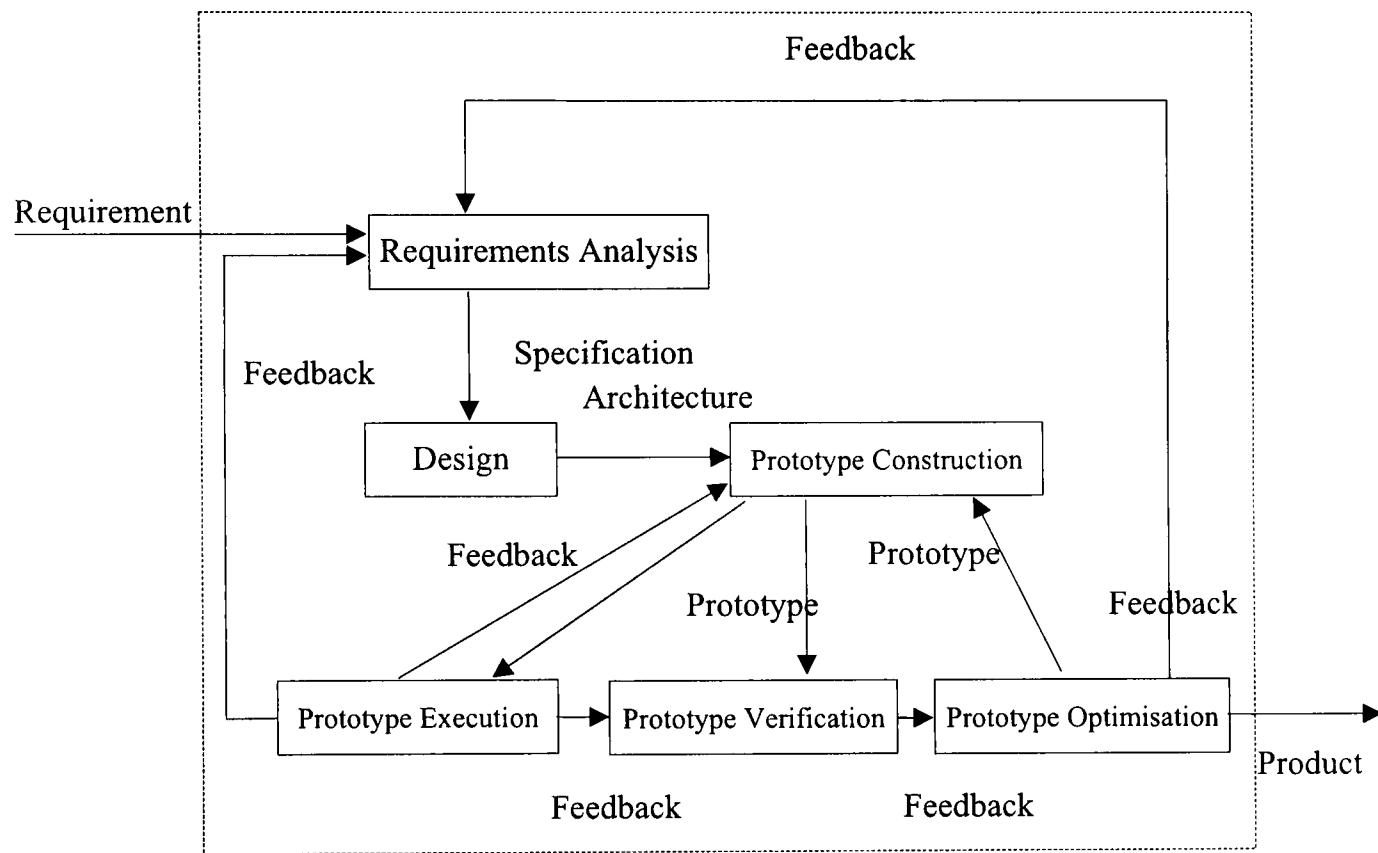 Feedback
Requirement
Requirements Analysis
Feedback
Specification
Architecture
Design
Prototype Construction
Feedback
Prototype
Prototype
Feedback
Prototype Execution
Prototype Verification
Prototype Optimisation
Product
Feedback
Feedback